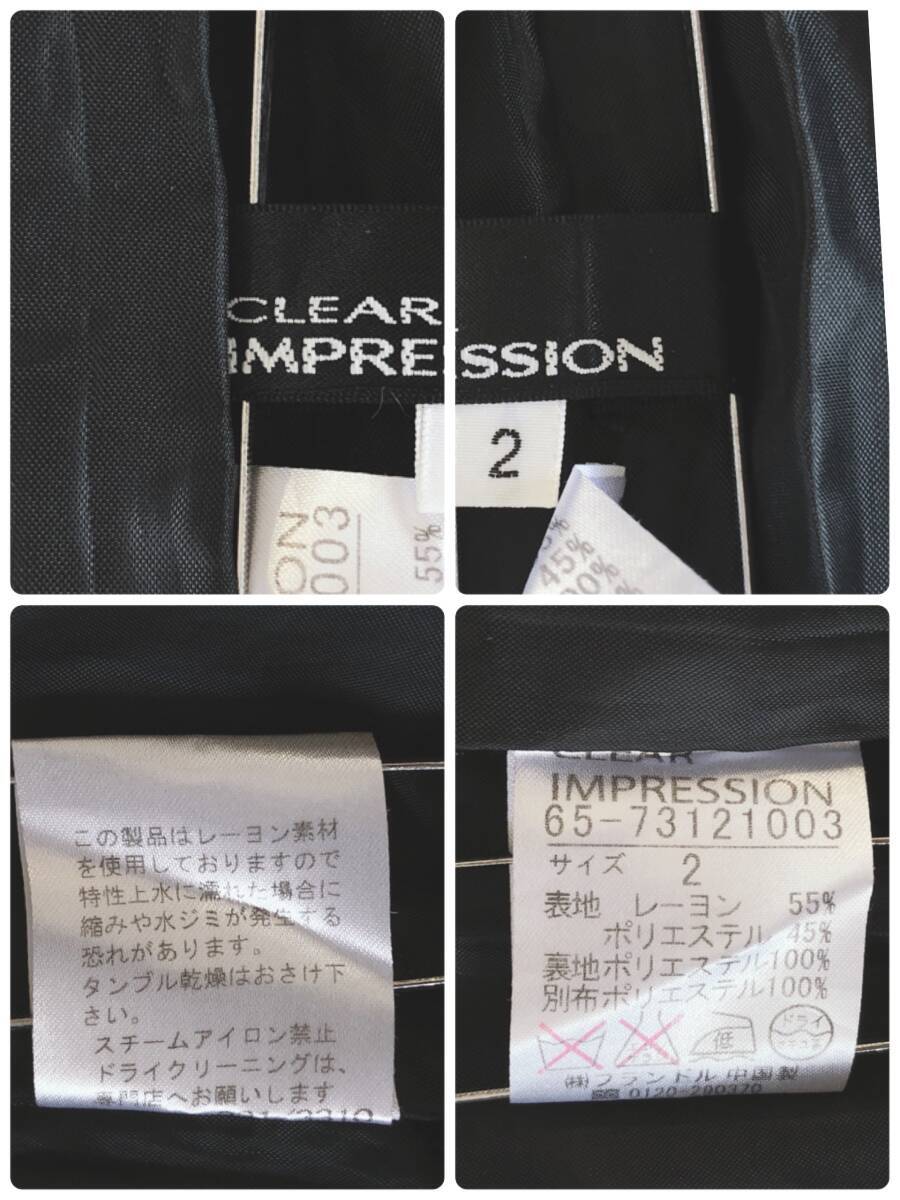 CLEAR
IMPRESSION
2
ION
003
55%
45%
この製品はレーヨン素材
を使用しておりますので
特性上水に濡れた場合に
縮みや水ジミが発生する
恐れがあります。
タンブル乾燥はおさけ下
さい。
スチームアイロン禁止
ドライクリーニングは、
専門店へお願いします
CLEAR
IMPRESSION
65-73121003
サイズ 2
表地 レーヨン 55%
ポリエステル 45%
裏地ポリエステル100%
別布ポリエステル100%
低
ドライ
㈱フランドル 中国製
0120-290370